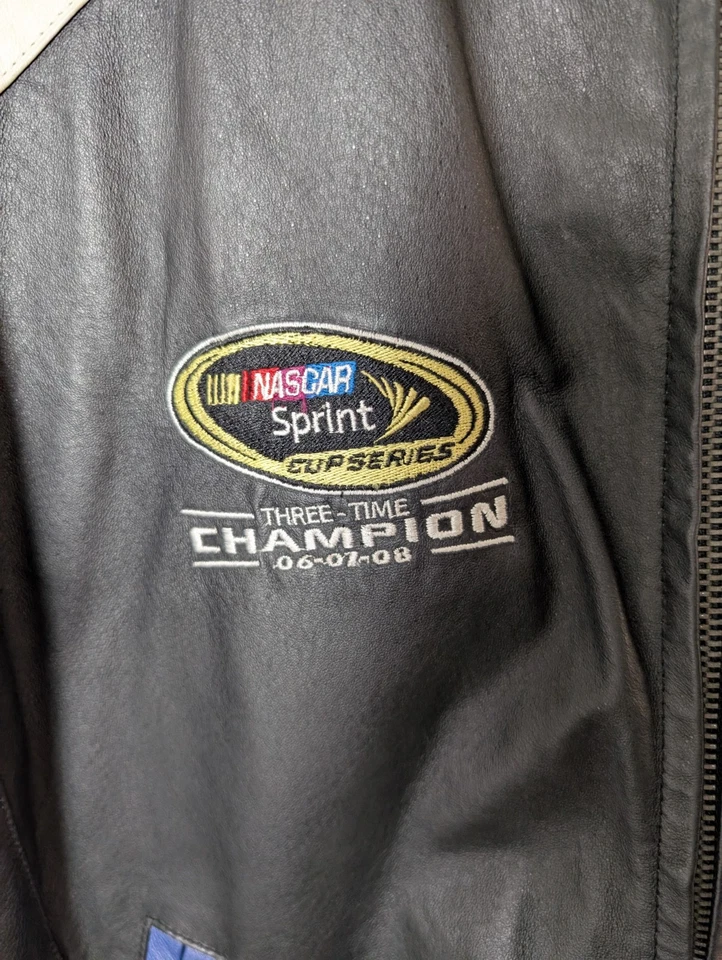 NASCAR
Sprint
CUP SERIES
THREE-TIME
CHAMPION
06-07-08